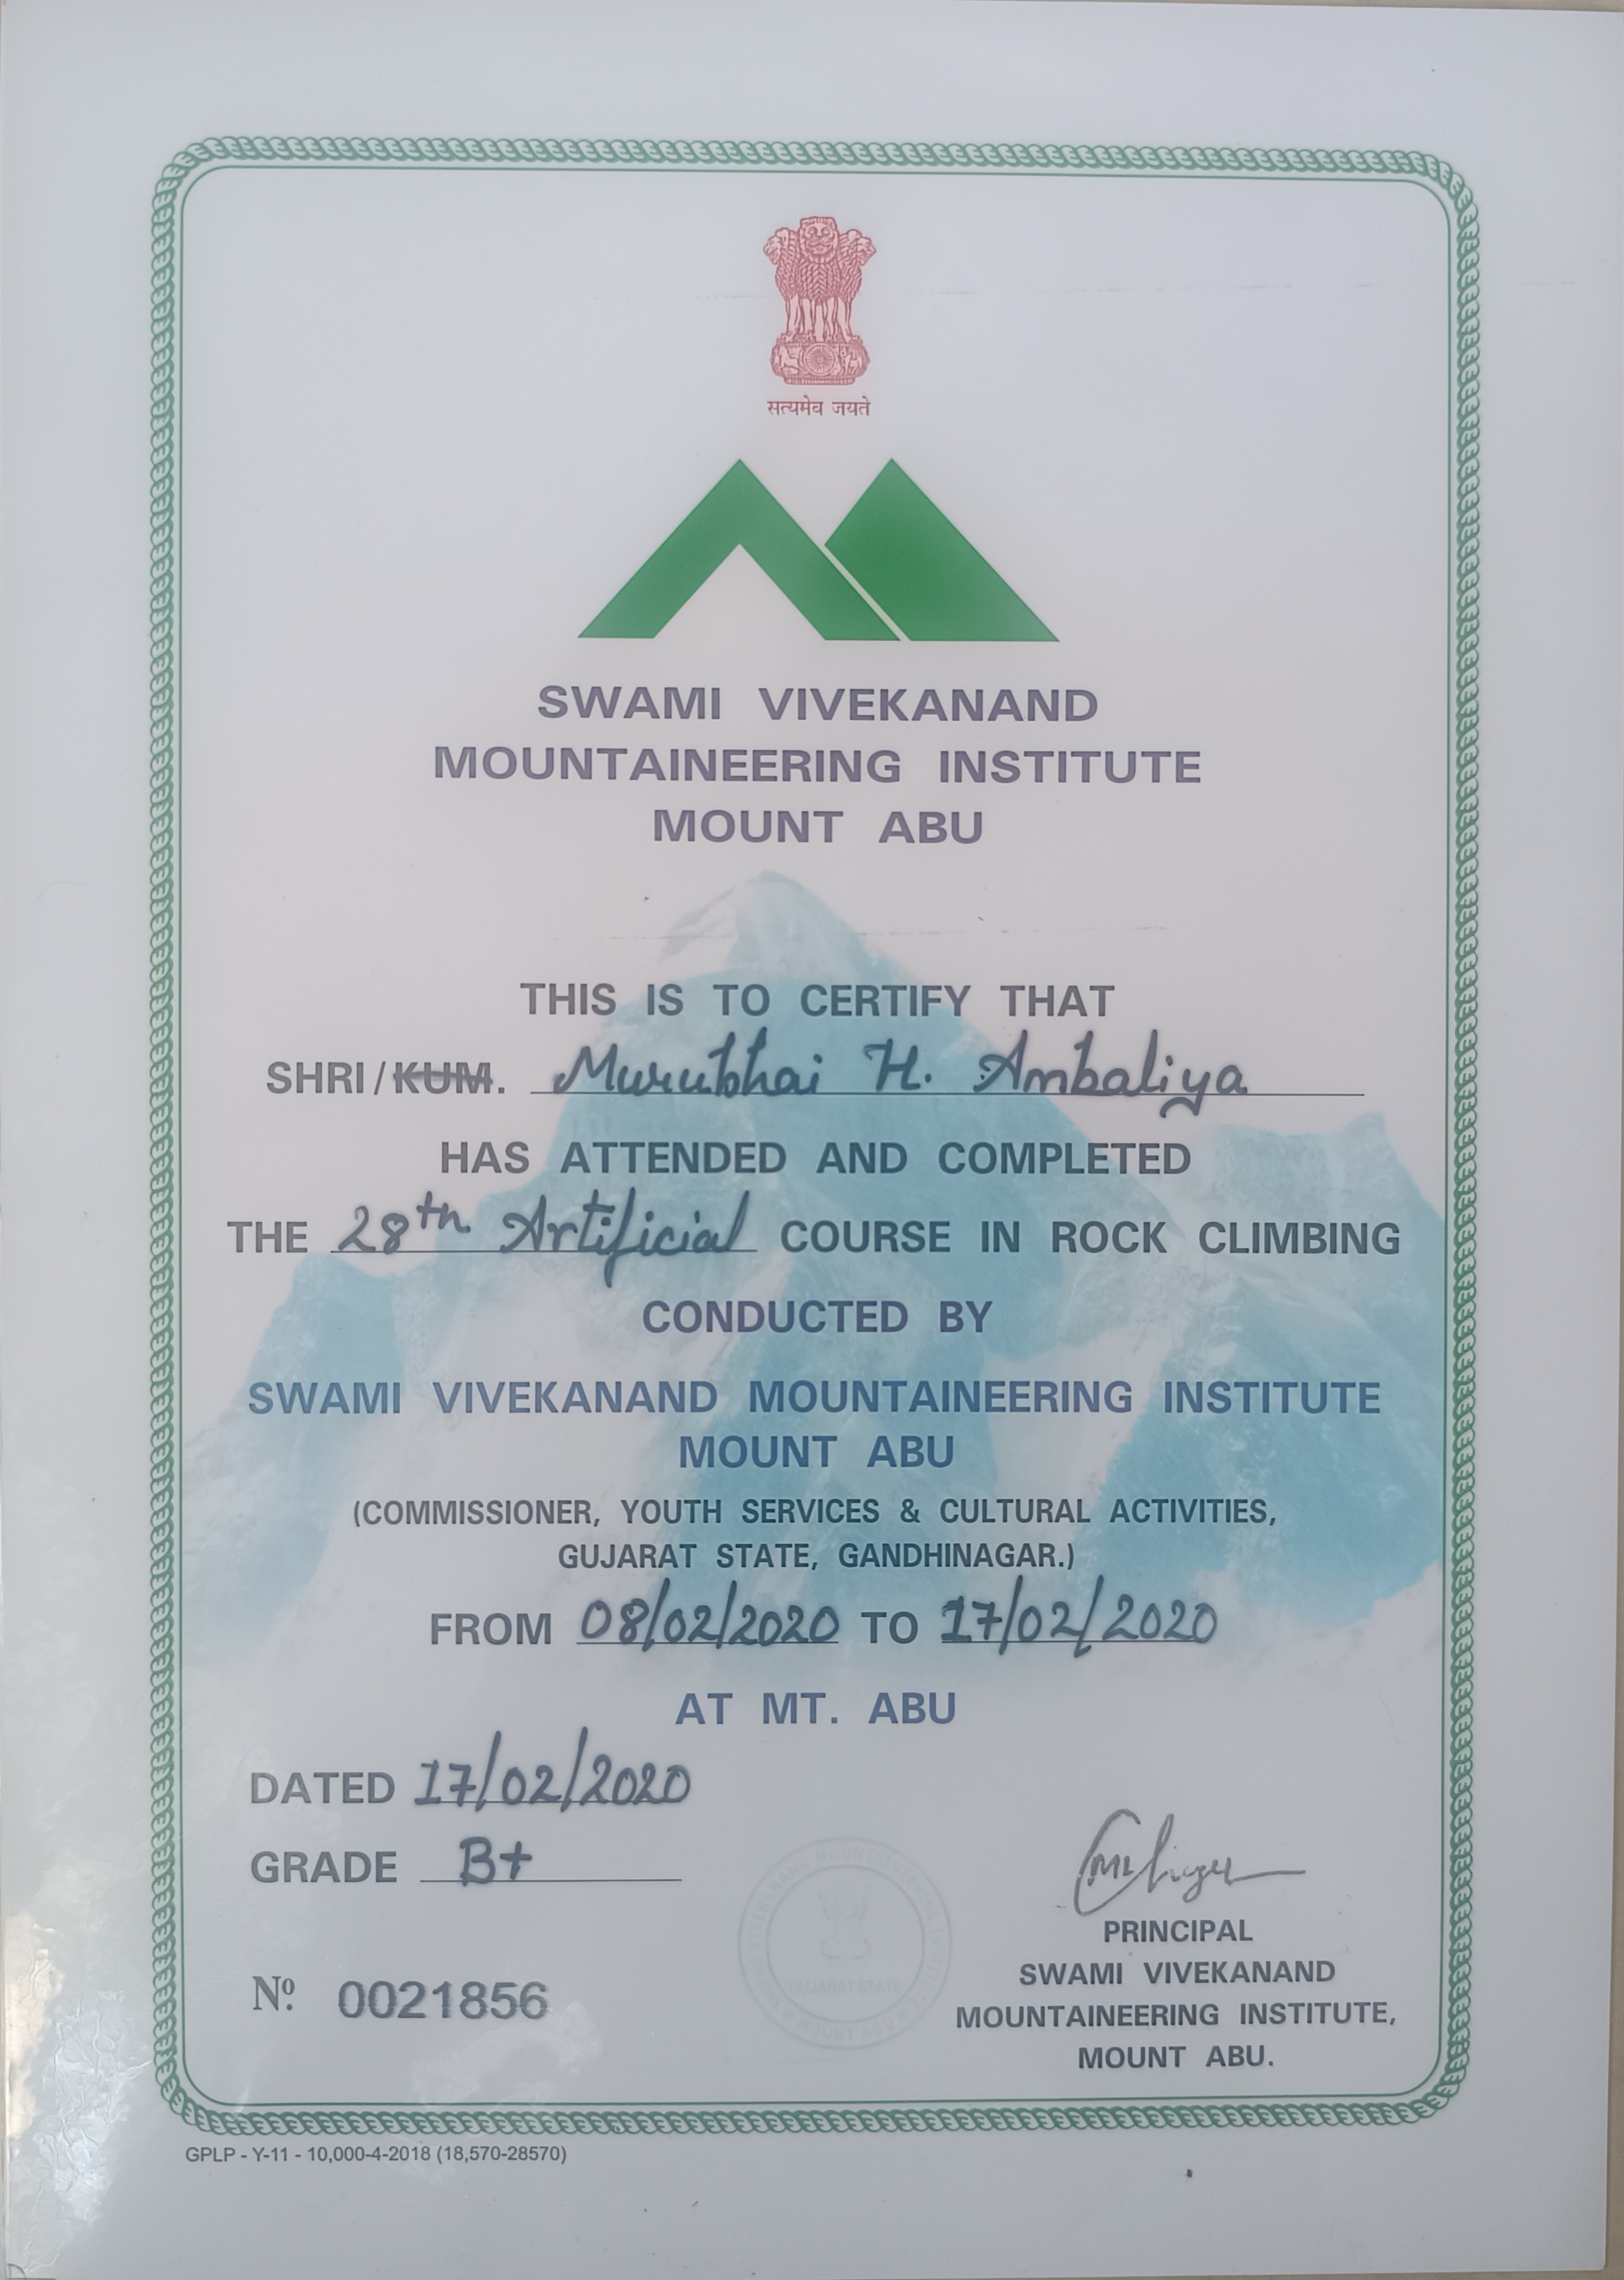 सत्यमेव जयते
SWAMI VIVEKANAND
MOUNTAINEERING INSTITUTE
MOUNT ABU
THIS IS TO CERTIFY THAT
SHRI/KUM. Murubhai H. Ambaliya
HAS ATTENDED AND COMPLETED
THE 28th Artificial COURSE IN ROCK CLIMBING
CONDUCTED BY
SWAMI VIVEKANAND MOUNTAINEERING INSTITUTE
MOUNT ABU
(COMMISSIONER, YOUTH SERVICES & CULTURAL ACTIVITIES,
GUJARAT STATE, GANDHINAGAR.)
FROM 08/02/2020 TO 17/02/2020
AT MT. ABU
DATED 17/02/2020
GRADE B+
PRINCIPAL
SWAMI VIVEKANAND
MOUNTAINEERING INSTITUTE,
MOUNT ABU.
Nº. 0021856
GUJARAT STATE
MOUNT ABU
GPLP - Y-11 - 10,000-4-2018 (18,570-28570)